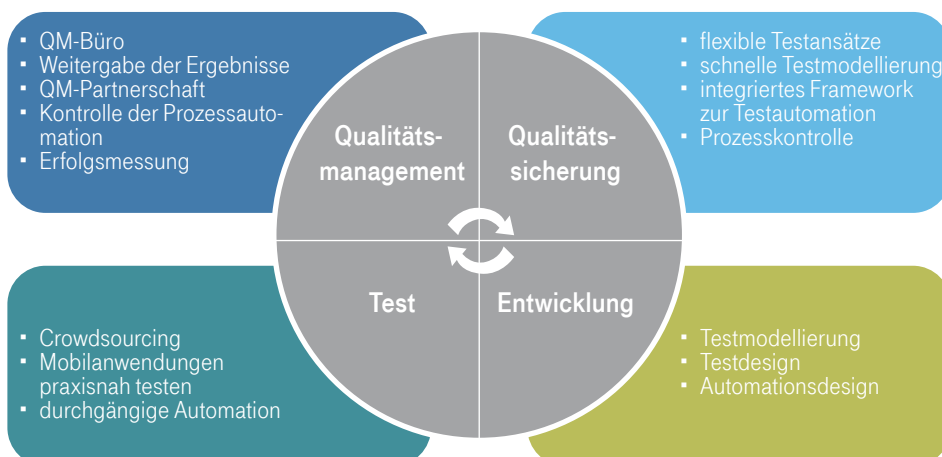 ▪ QM-Büro
▪ Weitergabe der Ergebnisse
▪ QM-Partnerschaft
▪ Kontrolle der Prozessauto-
mation
▪ Erfolgsmessung
▪ flexible Testansätze
▪ schnelle Testmodellierung
▪ integriertes Framework
zur Testautomation
▪ Prozesskontrolle
Qualitäts-
management
Qualitäts-
sicherung
Test
Entwicklung
▪ Crowdsourcing
▪ Mobilanwendungen
praxisnah testen
▪ durchgängige Automation
▪ Testmodellierung
▪ Testdesign
▪ Automationsdesign